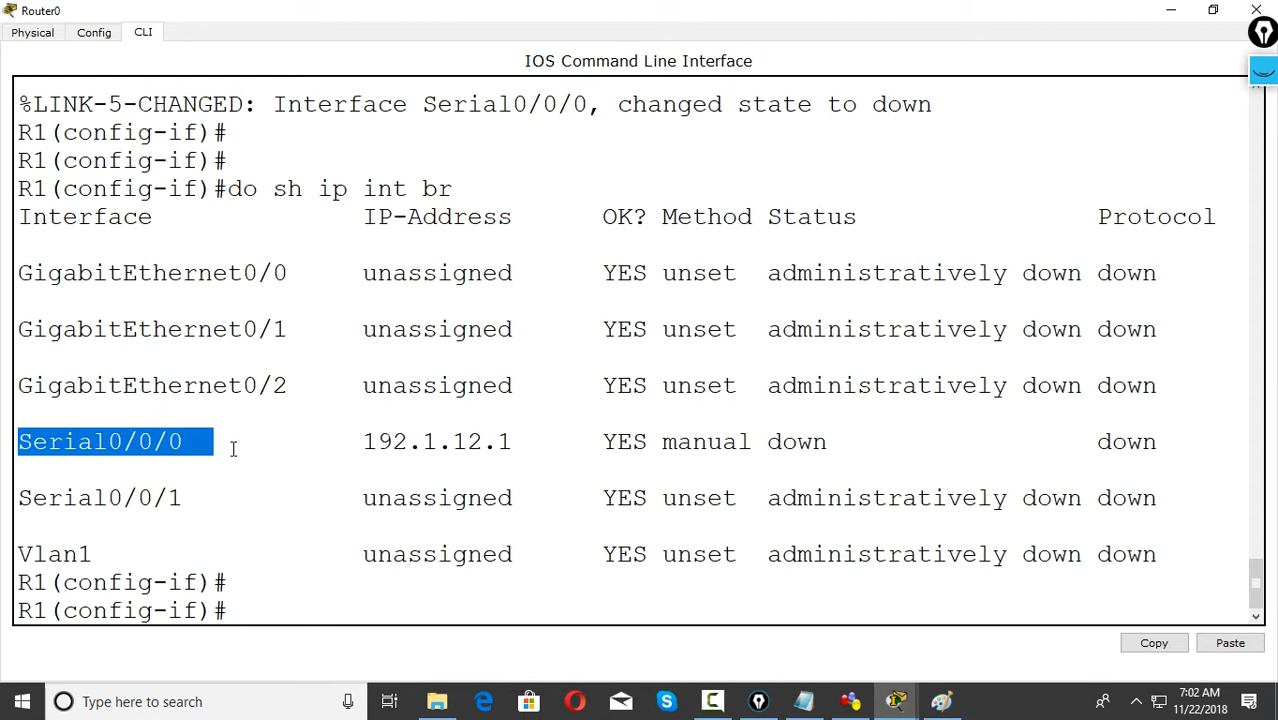 Router0
Physical Config CLI
IOS Command Line Interface
%LINK-5-CHANGED: Interface Serial0/0/0, changed state to down
R1(config-if)#
R1(config-if)#
R1(config-if)#do sh ip int br
Interface IP-Address OK? Method Status Protocol
GigabitEthernet0/0 unassigned YES unset administratively down down
GigabitEthernet0/1 unassigned YES unset administratively down down
GigabitEthernet0/2 unassigned YES unset administratively down down
Serial0/0/0 192.1.12.1 YES manual down down
Serial0/0/1 unassigned YES unset administratively down down
Vlan1 unassigned YES unset administratively down down
R1(config-if)#
R1(config-if)#
Copy Paste
Type here to search
7:02 AM
11/22/2018